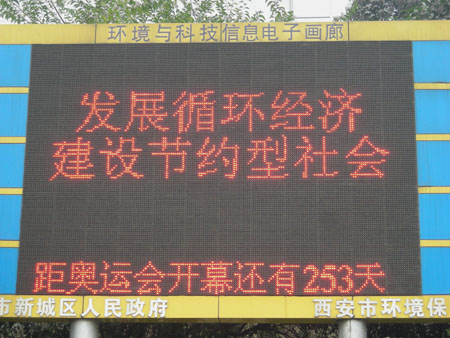 环境与科技信息电子画廊
发展循环经济
建设节约型社会
距奥运会开幕还有253天
市新城区人民政府 西安市环境保